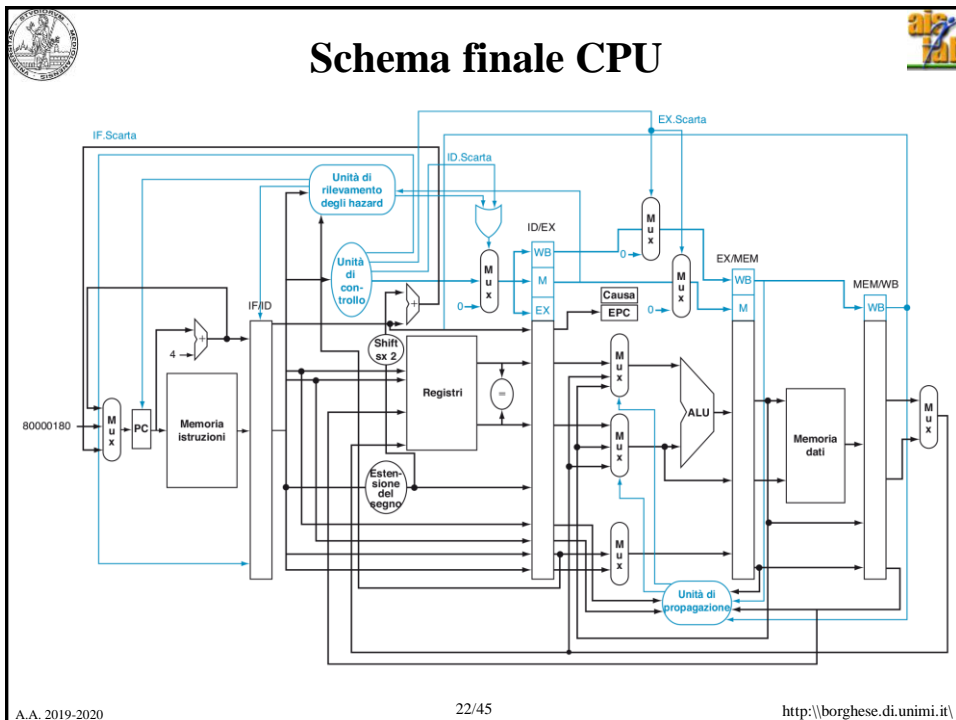 Schema finale CPU
IF.Scarta
EX.Scarta
ID.Scarta
Unità di
rilevamento
degli hazard
ID/EX
Mux
WB
EX/MEM
Unità
di
con-
trollo
Mux
M
0
Mux
WB
MEM/WB
0
EX
Causa
EPC
0
M
WB
IF/ID
+
+
4
Shift
sx 2
Mux
Registri
=
ALU
Mux
80000180
Mux
PC
Memoria
istruzioni
Mux
Memoria
dati
Esten-
sione
del
segno
Mux
Unità di
propagazione
A.A. 2019-2020
22/45
http:\\borghese.di.unimi.it\